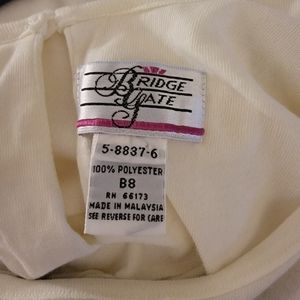 BRIDGE
GATE
5-8837-6
100% POLYESTER
B8
RN 66173
MADE IN MALAYSIA
SEE REVERSE FOR CARE